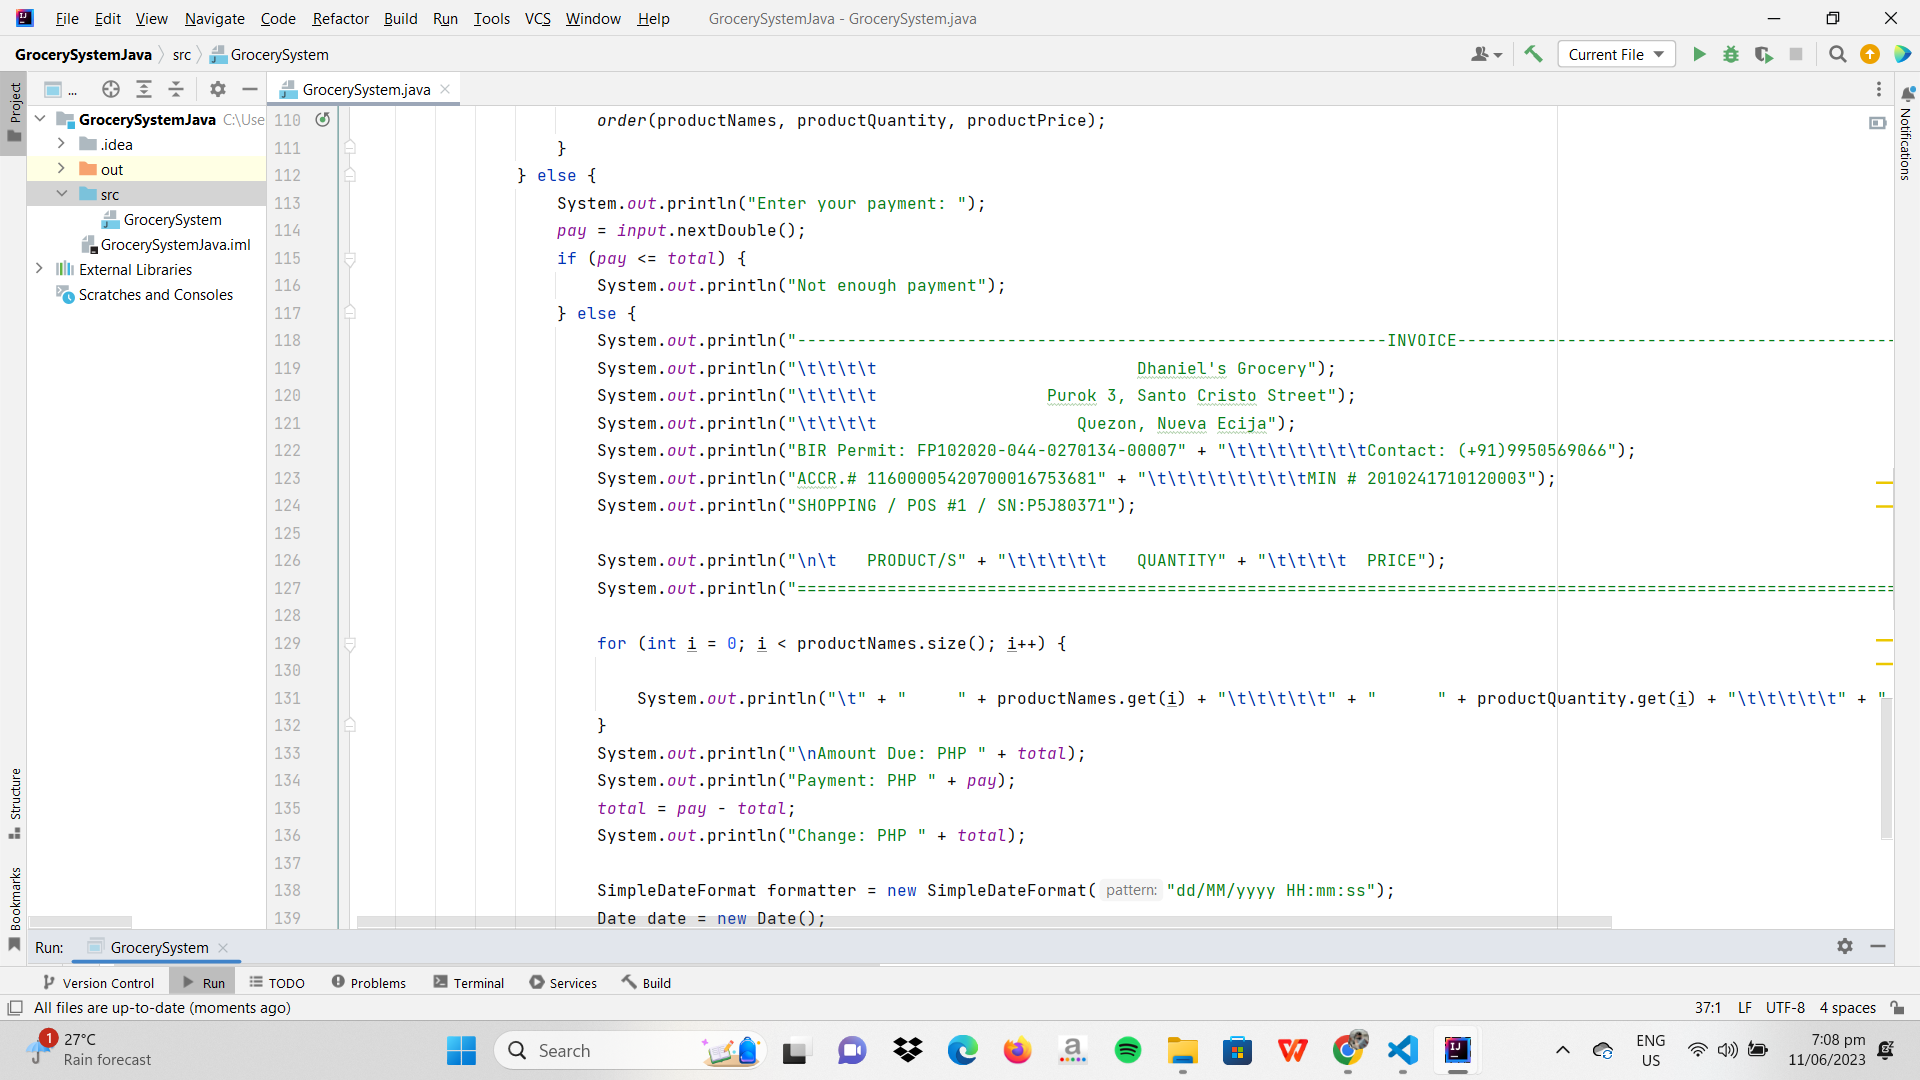 File Edit View Navigate Code Refactor Build Run Tools VCS Window Help GrocerySystemJava - GrocerySystem.java
GrocerySystemJava src GrocerySystem Current File
Project ... GrocerySystem.java
GrocerySystemJava C:\Use
.idea
out
src
GrocerySystem
GrocerySystemJava.iml
External Libraries
Scratches and Consoles
110 order(productNames, productQuantity, productPrice);
111 }
112 } else {
113 System.out.println("Enter your payment: ");
114 pay = input.nextDouble();
115 if (pay <= total) {
116 System.out.println("Not enough payment");
117 } else {
118 System.out.println("-----------------------------------------------------------INVOICE--------------------------------------------
119 System.out.println("\t\t\t\t                          Dhaniel's Grocery");
120 System.out.println("\t\t\t\t                 Purok 3, Santo Cristo Street");
121 System.out.println("\t\t\t\t                    Quezon, Nueva Ecija");
122 System.out.println("BIR Permit: FP102020-044-0270134-00007" + "\t\t\t\t\t\t\tContact: (+91)9950569066");
123 System.out.println("ACCR.# 11600005420700016753681" + "\t\t\t\t\t\t\t\tMIN # 2010241710120003");
124 System.out.println("SHOPPING / POS #1 / SN:P5J80371");
125
126 System.out.println("\n\t   PRODUCT/S" + "\t\t\t\t\t   QUANTITY" + "\t\t\t\t  PRICE");
127 System.out.println("==============================================================================================================
128
129 for (int i = 0; i < productNames.size(); i++) {
130
131 System.out.println("\t" + "     " + productNames.get(i) + "\t\t\t\t\t" + "      " + productQuantity.get(i) + "\t\t\t\t\t" + "
132 }
133 System.out.println("\nAmount Due: PHP " + total);
134 System.out.println("Payment: PHP " + pay);
135 total = pay - total;
136 System.out.println("Change: PHP " + total);
137
138 SimpleDateFormat formatter = new SimpleDateFormat( pattern: "dd/MM/yyyy HH:mm:ss");
139 Date date = new Date();
Notifications
Structure
Bookmarks
Run: GrocerySystem
Version Control Run TODO Problems Terminal Services Build
All files are up-to-date (moments ago) 37:1 LF UTF-8 4 spaces
1 27°C
Rain forecast
Search
ENG
US
7:08 pm
11/06/2023